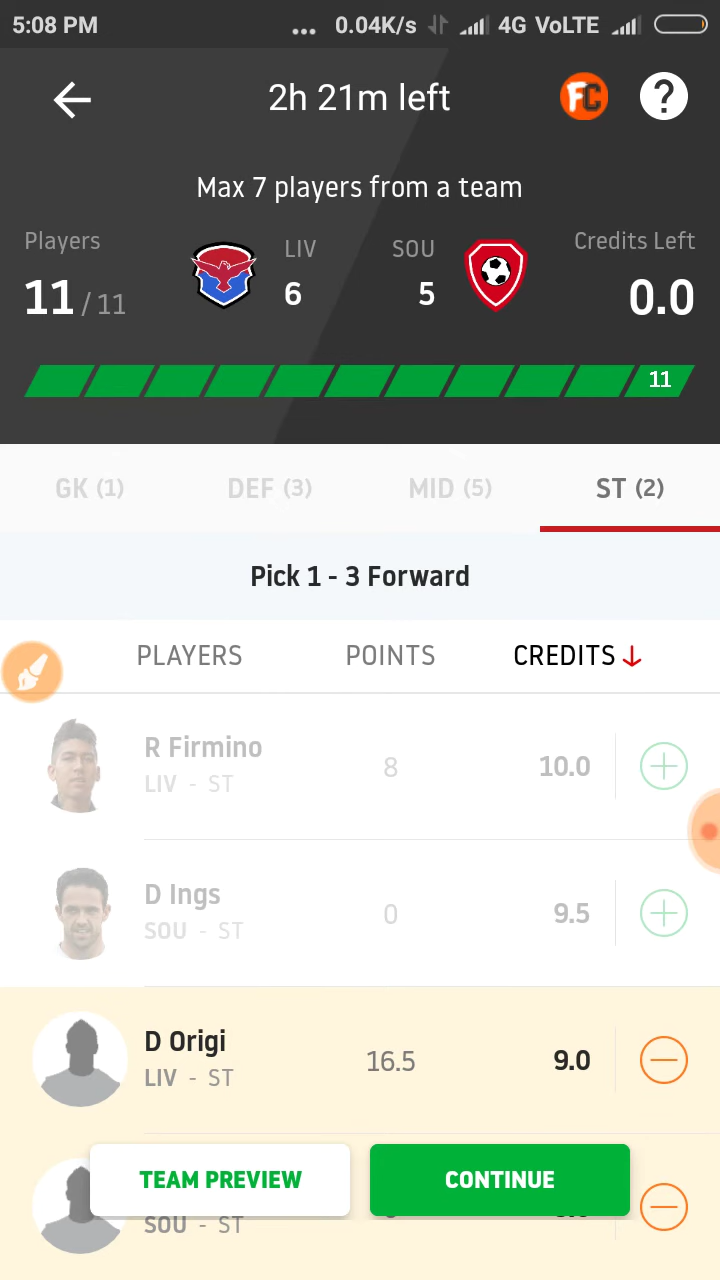 5:08 PM ... 0.04K/s 4G VoLTE
2h 21m left FC ?
Max 7 players from a team
Players LIV SOU Credits Left
11 / 11 6 5 0.0
11
GK (1) DEF (3) MID (5) ST (2)
Pick 1 - 3 Forward
PLAYERS POINTS CREDITS
R Firmino 8 10.0
LIV - ST
D Ings 0 9.5
SOU - ST
D Origi 16.5 9.0
LIV - ST
TEAM PREVIEW CONTINUE
SOU - ST